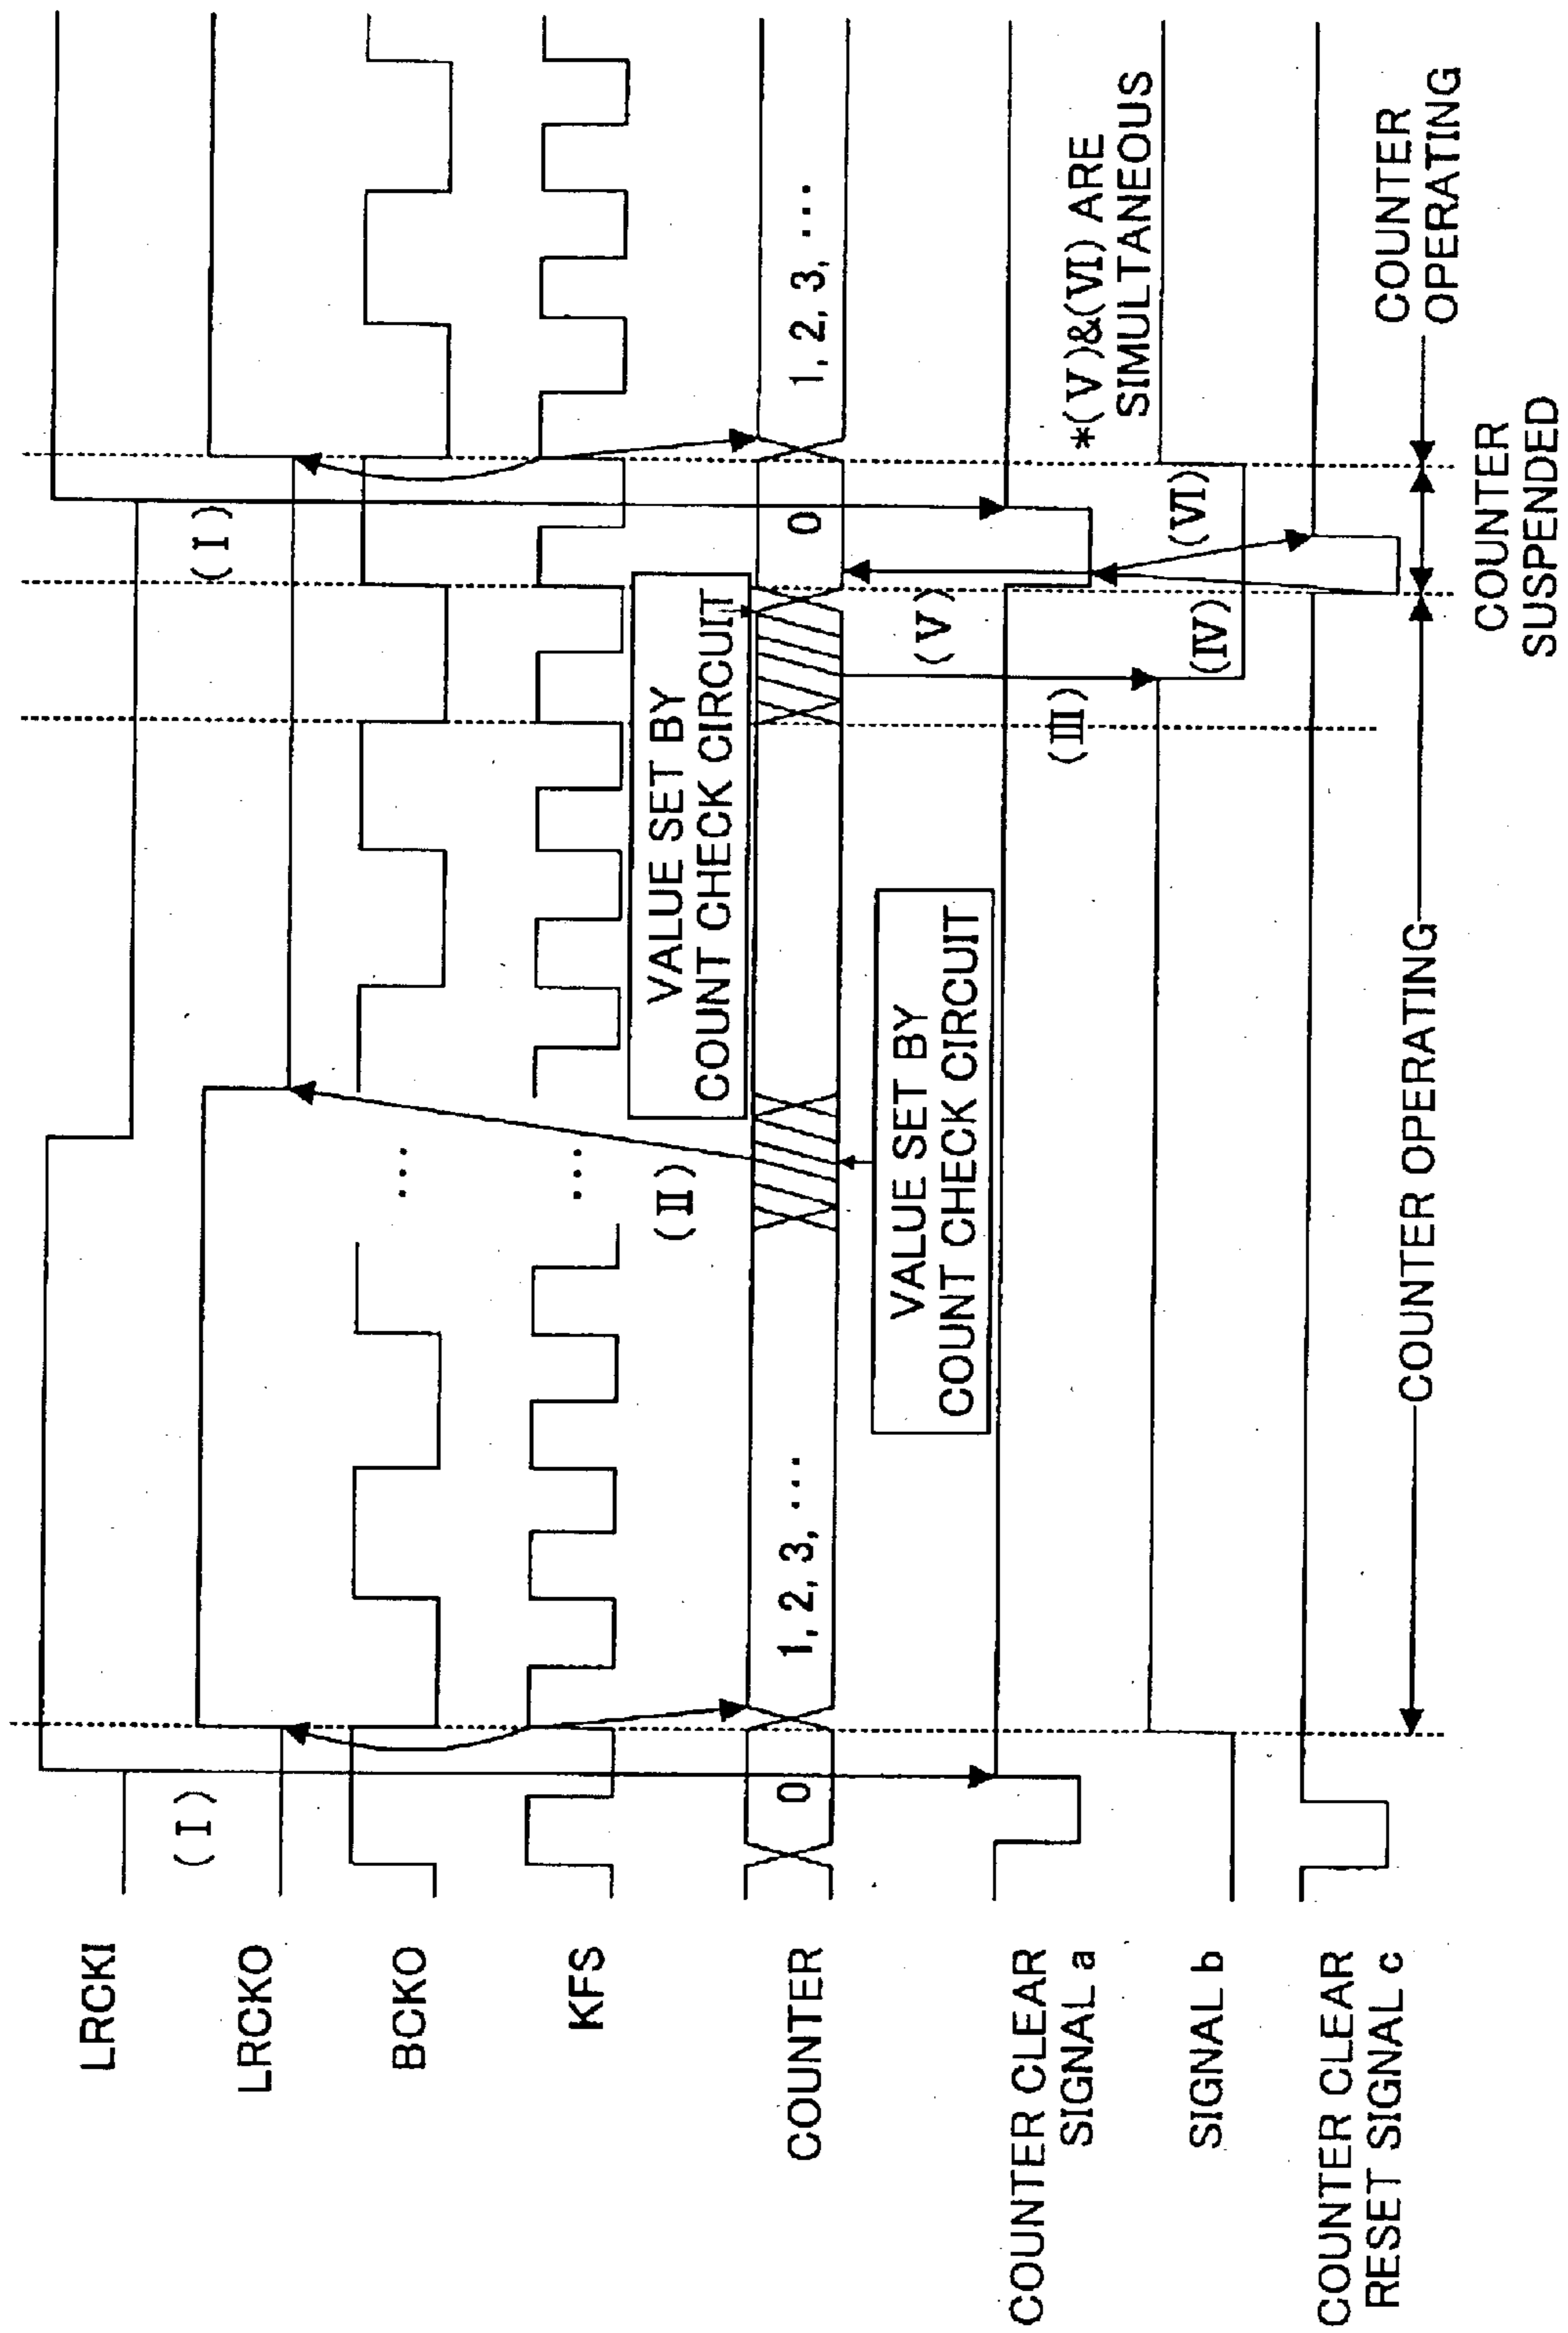 LRCKI
( I )
( I )
LRCKO
BCKO
...
KFS
...
( II )
VALUE SET BY
COUNT CHECK CIRCUIT
COUNTER
0
1, 2, 3, ...
0
1, 2, 3, ...
VALUE SET BY
COUNT CHECK CIRCUIT
( V )
COUNTER CLEAR
SIGNAL a
( III )
*( V )&(VI) ARE
SIMULTANEOUS
SIGNAL b
(IV)
(VI)
COUNTER CLEAR
RESET SIGNAL c
COUNTER OPERATING
COUNTER
SUSPENDED
COUNTER
OPERATING